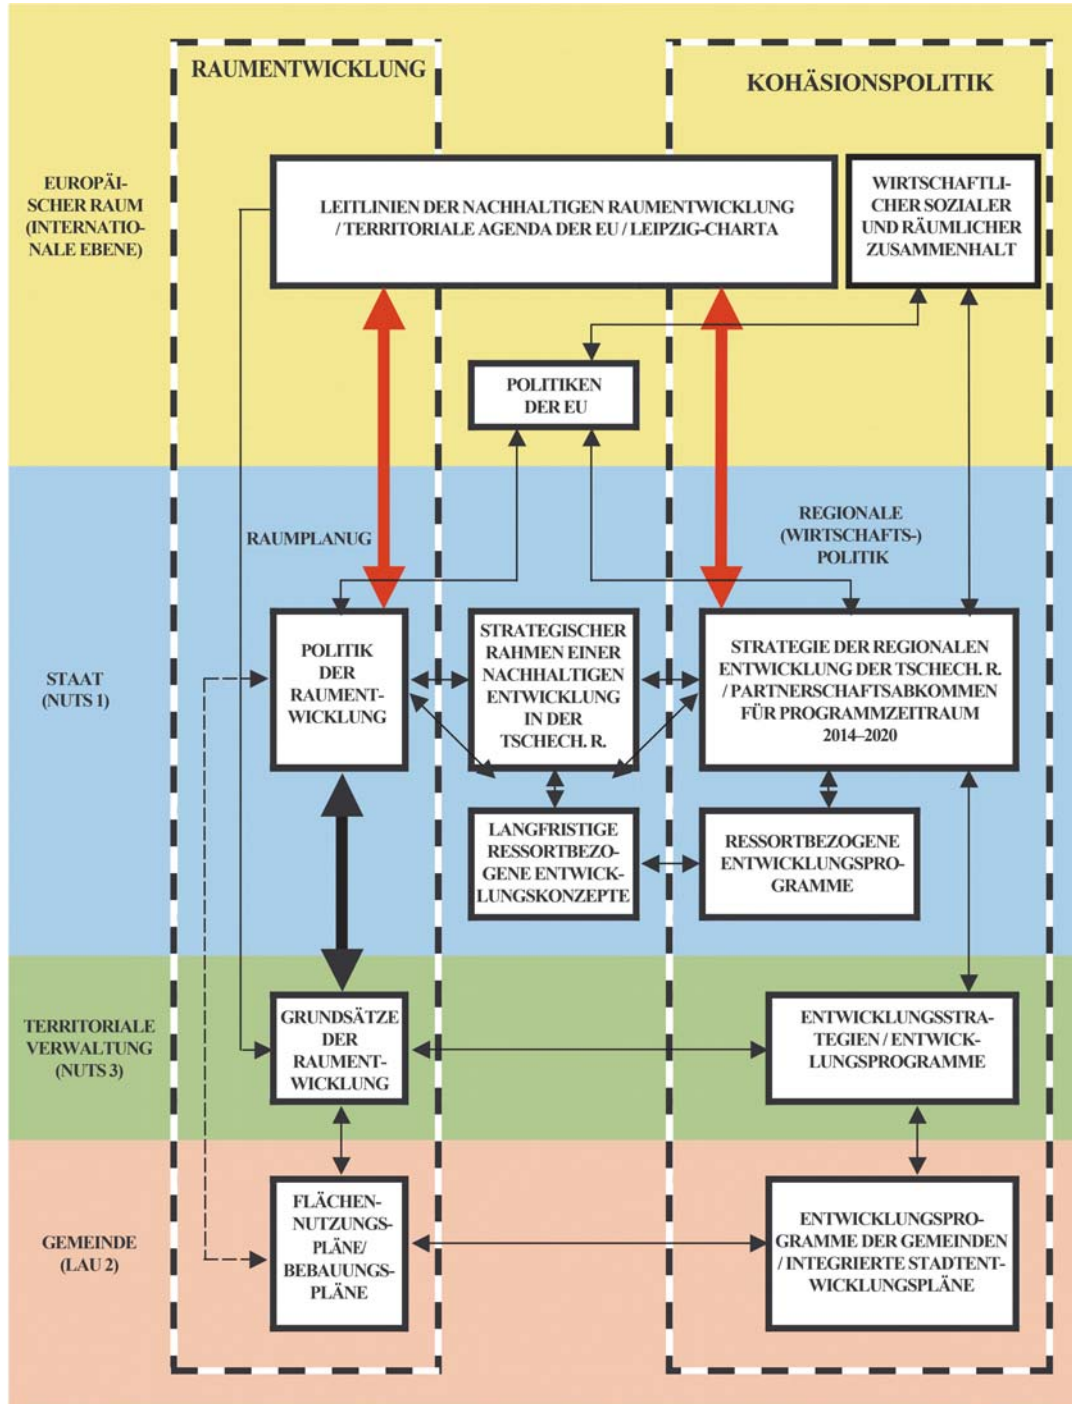 RAUMENTWICKLUNG
KOHÄSIONSPOLITIK
EUROPÄI-
SCHER RAUM
(INTERNATIO-
NALE EBENE)
LEITLINIEN DER NACHHALTIGEN RAUMENTWICKLUNG
/ TERRITORIALE AGENDA DER EU / LEIPZIG-CHARTA
WIRTSCHAFTLI-
CHER SOZIALER
UND RÄUMLICHER
ZUSAMMENHALT
POLITIKEN
DER EU
RAUMPLANUG
REGIONALE
(WIRTSCHAFTS-)
POLITIK
STAAT
(NUTS 1)
POLITIK
DER
RAUMENT-
WICKLUNG
STRATEGISCHER
RAHMEN EINER
NACHHALTIGEN
ENTWICKLUNG
IN DER
TSCHECH. R.
STRATEGIE DER REGIONALEN
ENTWICKLUNG DER TSCHECH. R.
/ PARTNERSCHAFTSABKOMMEN
FÜR PROGRAMMZEITRAUM
2014–2020
LANGFRISTIGE
RESSORTBEZO-
GENE ENTWICK-
LUNGSKONZEPTE
RESSORTBEZOGENE
ENTWICKLUNGSPRO-
GRAMME
TERRITORIALE
VERWALTUNG
(NUTS 3)
GRUNDSÄTZE
DER
RAUMENT-
WICKLUNG
ENTWICKLUNGSSTRA-
TEGIEN / ENTWICK-
LUNGSPROGRAMME
GEMEINDE
(LAU 2)
FLÄCHEN-
NUTZUNGS-
PLÄNE/
BEBAUUNGS-
PLÄNE
ENTWICKLUNGSPRO-
GRAMME DER GEMEINDEN
/ INTEGRIERTE STADTENT-
WICKLUNGSPLÄNE